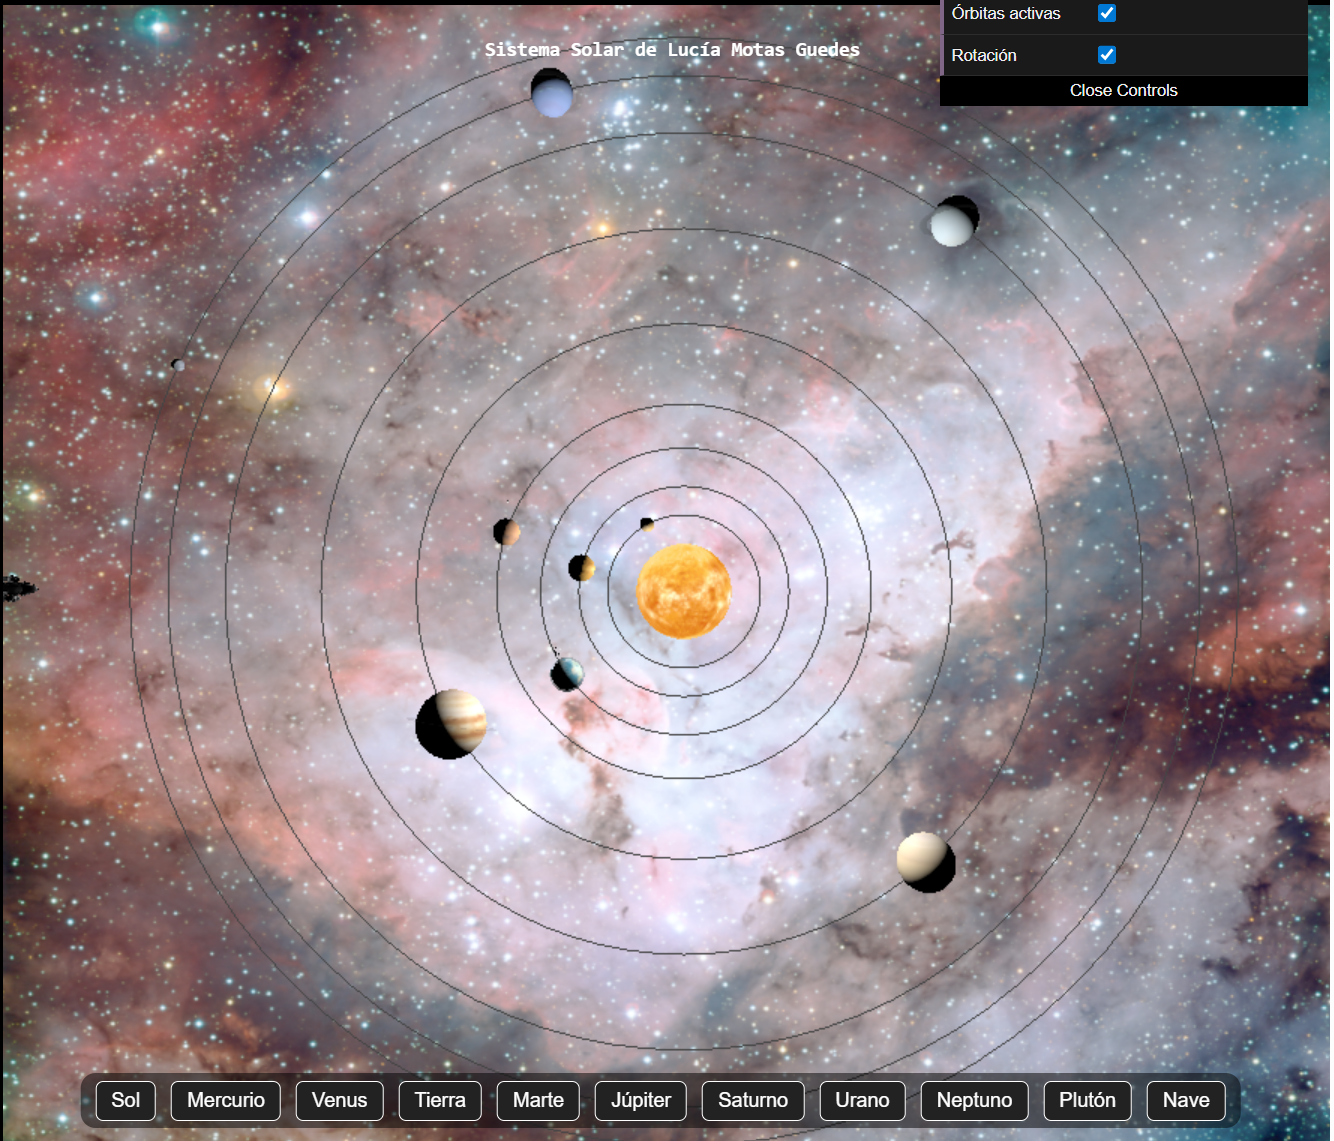 Órbitas activas
Sistema Solar de Lucía Motas Guedes
Rotación
Close Controls
Sol Mercurio Venus Tierra Marte Júpiter Saturno Urano Neptuno Plutón Nave